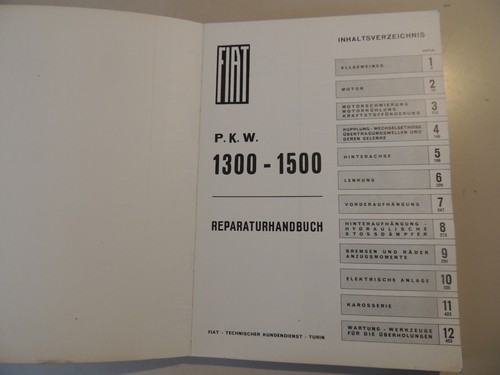 FIAT
P.K.W.
1300 - 1500
REPARATURHANDBUCH
FIAT - TECHNISCHER KUNDENDIENST - TURIN
INHALTSVERZEICHNIS
ALLGEMEINES
1
MOTOR
2
MOTORSCHMIERUNG
MOTORKÜHLUNG
KRAFTSTOFFÖRDERUNG
3
KUPPLUNG - WECHSELGETRIEBE
ÜBERTRAGUNGSWELLEN UND
DEREN GELENKE
4
HINTERACHSE
5
LENKUNG
6
VORDERAUFHÄNGUNG
7
HINTERAUFHÄNGUNG -
HYDRAULISCHE
STOSSDÄMPFER
8
BREMSEN UND RÄDER
ANZUGSMOMENTE
9
ELEKTRISCHE ANLAGE
10
KAROSSERIE
11
WARTUNG - WERKZEUGE
FÜR DIE ÜBERHOLUNGEN
12